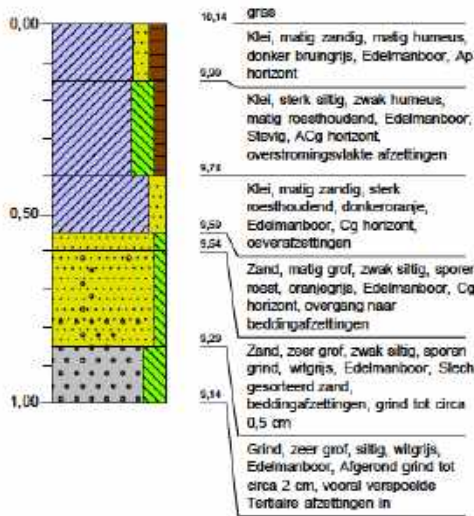 0,00
10,14
gras
Klei, matig zandig, matig humeus,
donker bruingrijs, Edelmanboor, Ap
horizont
9,99
Klei, sterk siltig, zwak humeus,
matig roesthoudend, Edelmanboor,
Stevig, ACg horizont,
overstromingsvlakte afzettingen
9,74
Klei, matig zandig, sterk
roesthoudend, donkeroranje,
Edelmanboor, Cg horizont,
oeverafzettingen
0,50
9,59
9,54
Zand, matig grof, zwak siltig, sporen
roest, oranjegrijs, Edelmanboor, Cg
horizont, overgang naar
beddingafzettingen
9,29
Zand, zeer grof, zwak siltig, sporen
grind, witgrijs, Edelmanboor, Slech
gesorteerd zand,
beddingafzettingen, grind tot circa
0,5 cm
1,00
9,14
Grind, zeer grof, siltig, witgrijs,
Edelmanboor, Afgerond grind tot
circa 2 cm, vooral verspoelde
Tertiaire afzettingen in